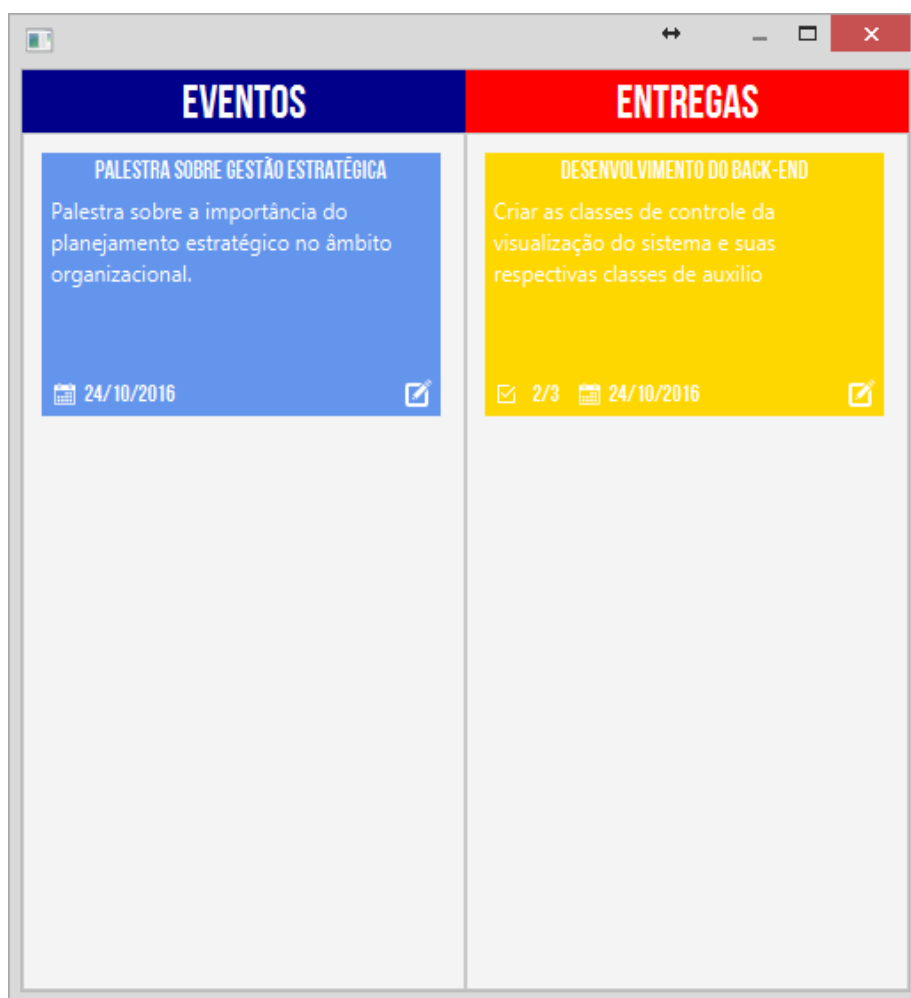 EVENTOS
ENTREGAS
PALESTRA SOBRE GESTÃO ESTRATÉGICA
Palestra sobre a importância do
planejamento estratégico no âmbito
organizacional.
24/10/2016
DESENVOLVIMENTO DO BACK-END
Criar as classes de controle da
visualização do sistema e suas
respectivas classes de auxilio
2/3 24/10/2016